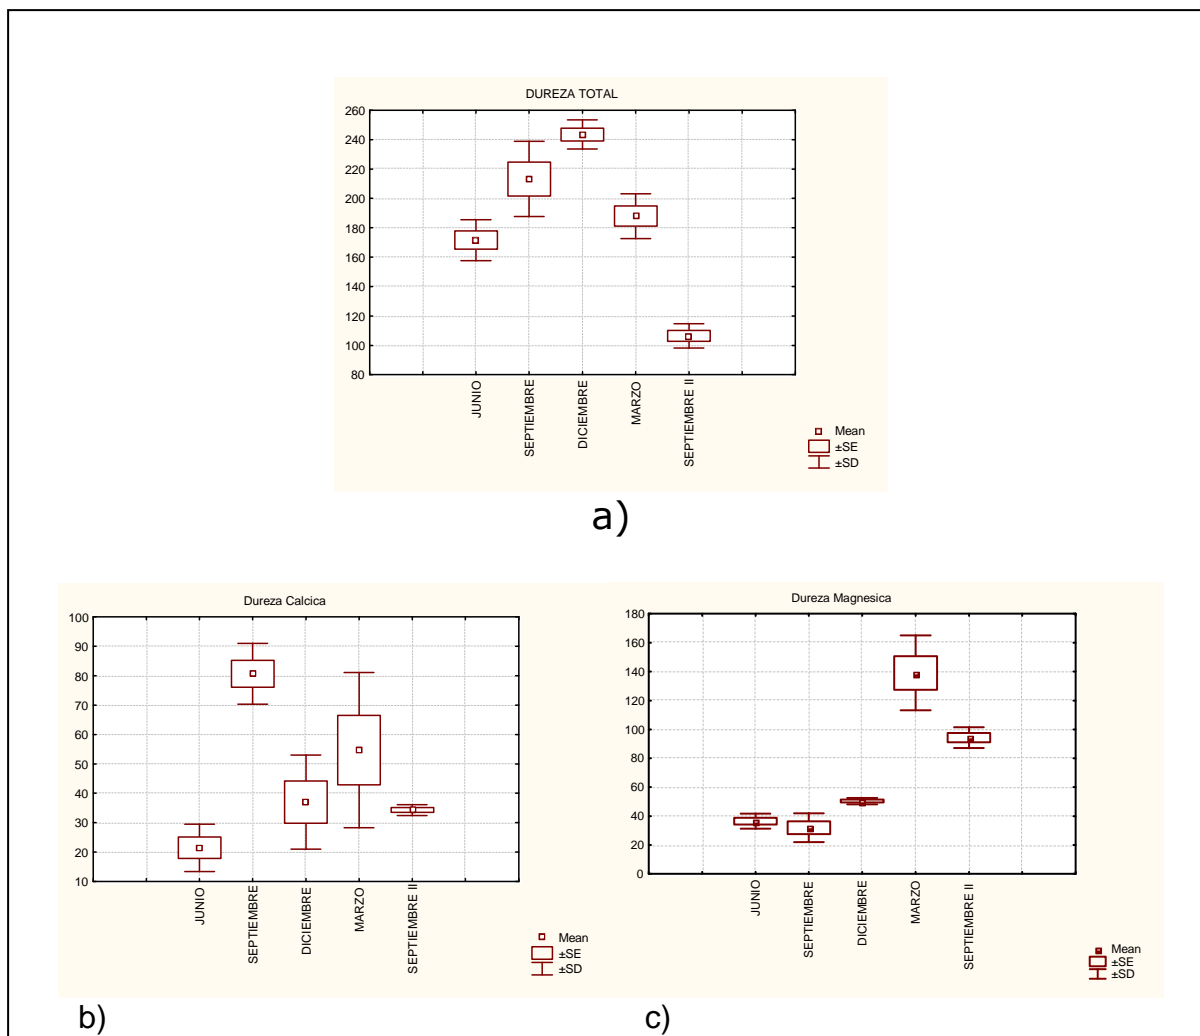 DUREZA TOTAL
260
240
220
200
180
160
140
120
100
80
JUNIO
SEPTIEMBRE
DICIEMBRE
MARZO
SEPTIEMBRE II
Mean
±SE
±SD
a)
Dureza Calcica
100
90
80
70
60
50
40
30
20
10
JUNIO
SEPTIEMBRE
DICIEMBRE
MARZO
SEPTIEMBRE II
Mean
±SE
±SD
b)
Dureza Magnesica
180
160
140
120
100
80
60
40
20
0
JUNIO
SEPTIEMBRE
DICIEMBRE
MARZO
SEPTIEMBRE II
Mean
±SE
±SD
c)